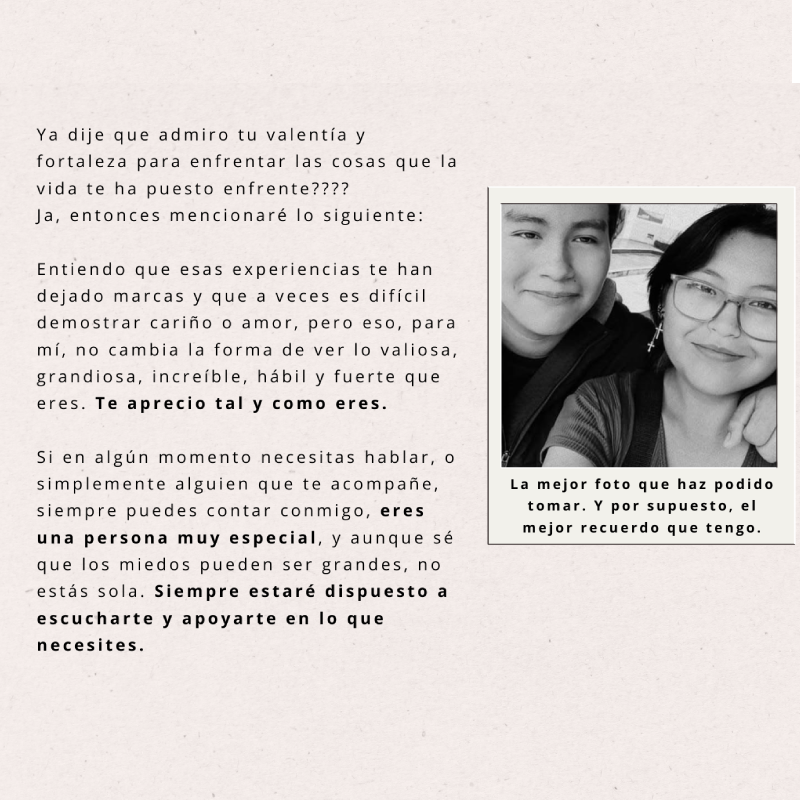 Ya dije que admiro tu valentía y
fortaleza para enfrentar las cosas que la
vida te ha puesto enfrente????
Ja, entonces mencionaré lo siguiente:
Entiendo que esas experiencias te han
dejado marcas y que a veces es difícil
demostrar cariño o amor, pero eso, para
mí, no cambia la forma de ver lo valiosa,
grandiosa, increíble, hábil y fuerte que
eres. Te aprecio tal y como eres.
Si en algún momento necesitas hablar, o
simplemente alguien que te acompañe,
siempre puedes contar conmigo, eres
una persona muy especial, y aunque sé
que los miedos pueden ser grandes, no
estás sola. Siempre estaré dispuesto a
escucharte y apoyarte en lo que
necesites.
La mejor foto que haz podido
tomar. Y por supuesto, el
mejor recuerdo que tengo.